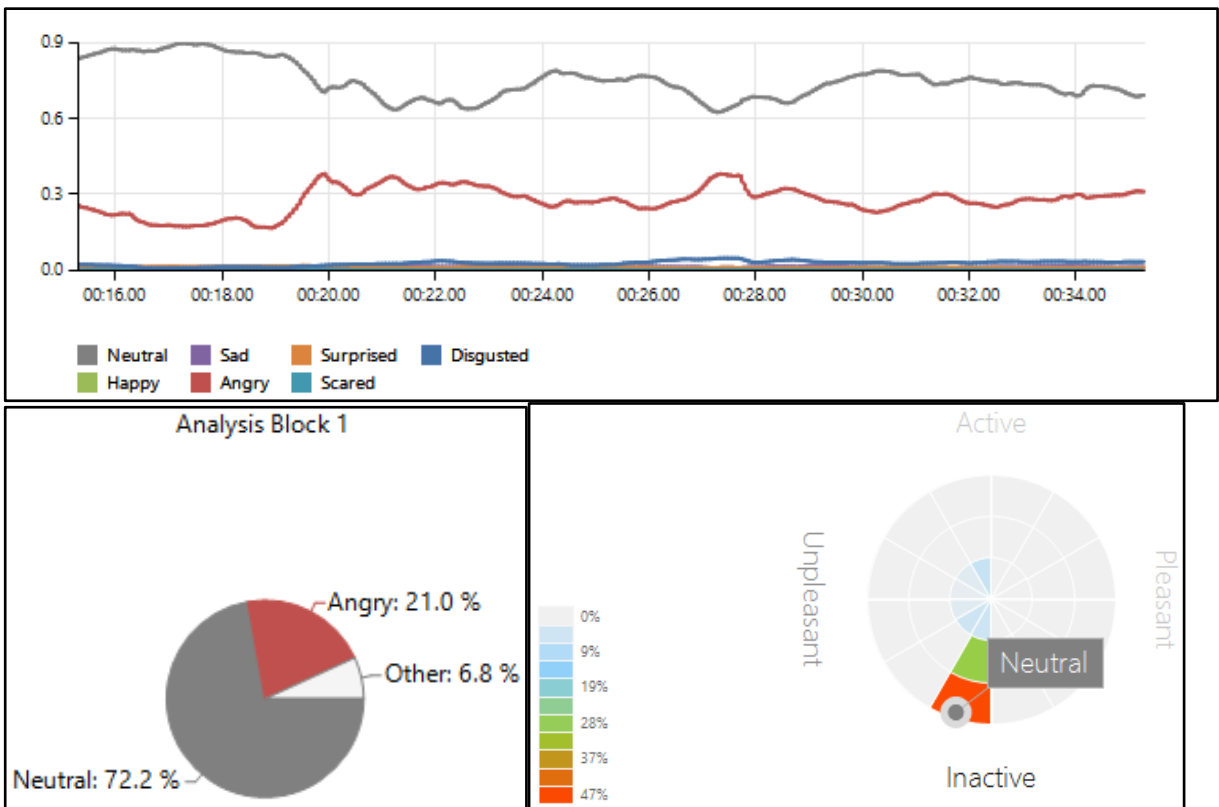 0.9
0.6
0.3
0.0
00:16.00 00:18.00 00:20.00 00:22.00 00:24.00 00:26.00 00:28.00 00:30.00 00:32.00 00:34.00
Neutral Sad Surprised Disgusted
Happy Angry Scared
Analysis Block 1
Angry: 21.0 %
Other: 6.8 %
Neutral: 72.2 %
Active
Unpleasant
Pleasant
Neutral
Inactive
0%
9%
19%
28%
37%
47%